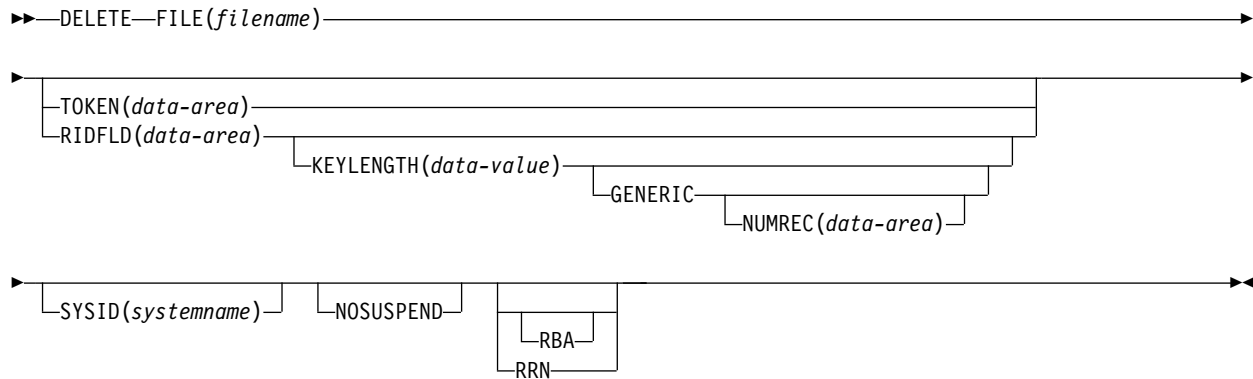 DELETE FILE(filename)
TOKEN(data-area)
RIDFLD(data-area)
KEYLENGTH(data-value)
GENERIC
NUMREC(data-area)
SYSID(systemname) NOSUSPEND
RBA
RRN